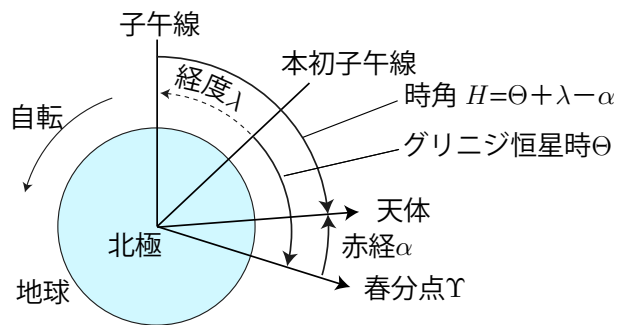 子午線
本初子午線
経度λ
時角 H=Θ+λ−α
自転
グリニジ恒星時Θ
天体
北極
赤経α
地球
春分点ϒ